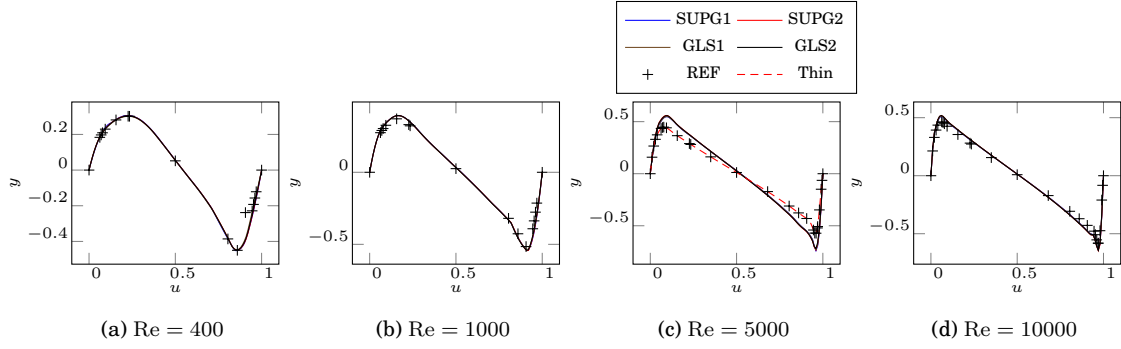 SUPG1 SUPG2
GLS1 GLS2
REF Thin
0.2
0
−0.2
−0.4
y
0 0.5 1
u
(a) Re = 400
0
−0.5
y
0 0.5 1
u
(b) Re = 1000
0.5
0
−0.5
y
0 0.5 1
u
(c) Re = 5000
0.5
0
−0.5
y
0 0.5 1
u
(d) Re = 10000